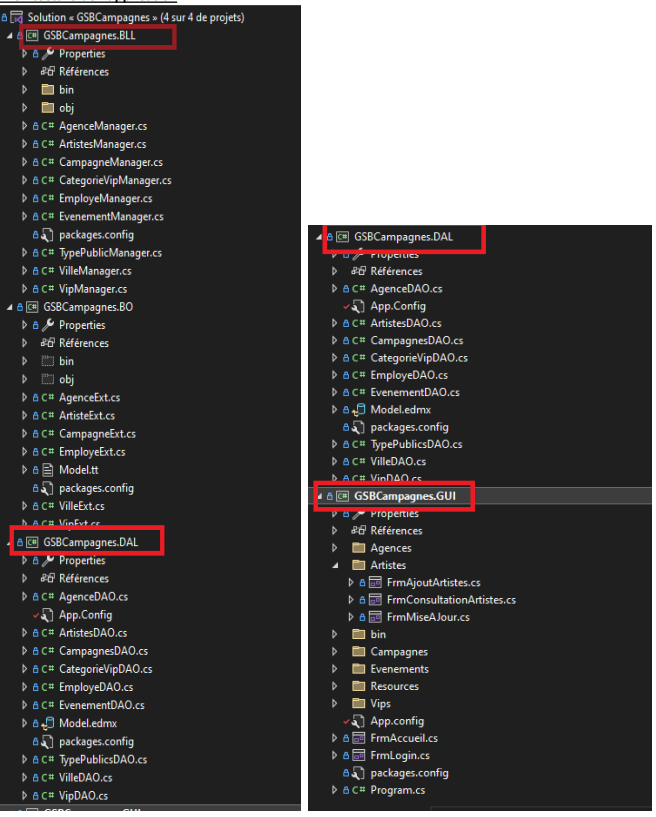 Solution « GSBCampagnes » (4 sur 4 de projets)
GSBCampagnes.BLL
Properties
Références
bin
obj
C# AgenceManager.cs
C# ArtistesManager.cs
C# CampagneManager.cs
C# CategorieVipManager.cs
C# EmployeManager.cs
C# EvenementManager.cs
packages.config
C# TypePublicManager.cs
C# VilleManager.cs
C# VipManager.cs
GSBCampagnes.BO
Properties
Références
bin
obj
C# AgenceExt.cs
C# ArtisteExt.cs
C# CampagneExt.cs
C# EmployeExt.cs
Model.tt
packages.config
C# VilleExt.cs
C# VipExt.cs
GSBCampagnes.DAL
Properties
Références
C# AgenceDAO.cs
App.Config
C# ArtistesDAO.cs
C# CampagnesDAO.cs
C# CategorieVipDAO.cs
C# EmployeDAO.cs
C# EvenementDAO.cs
Model.edmx
packages.config
C# TypePublicsDAO.cs
C# VilleDAO.cs
C# VipDAO.cs
GSBCampagnes.DAL
Properties
Références
C# AgenceDAO.cs
App.Config
C# ArtistesDAO.cs
C# CampagnesDAO.cs
C# CategorieVipDAO.cs
C# EmployeDAO.cs
C# EvenementDAO.cs
Model.edmx
packages.config
C# TypePublicsDAO.cs
C# VilleDAO.cs
C# VipDAO.cs
GSBCampagnes.GUI
Properties
Références
Agences
Artistes
FrmAjoutArtistes.cs
FrmConsultationArtistes.cs
FrmMiseAJour.cs
bin
Campagnes
Evenements
Resources
Vips
App.config
FrmAccueil.cs
FrmLogin.cs
packages.config
C# Program.cs